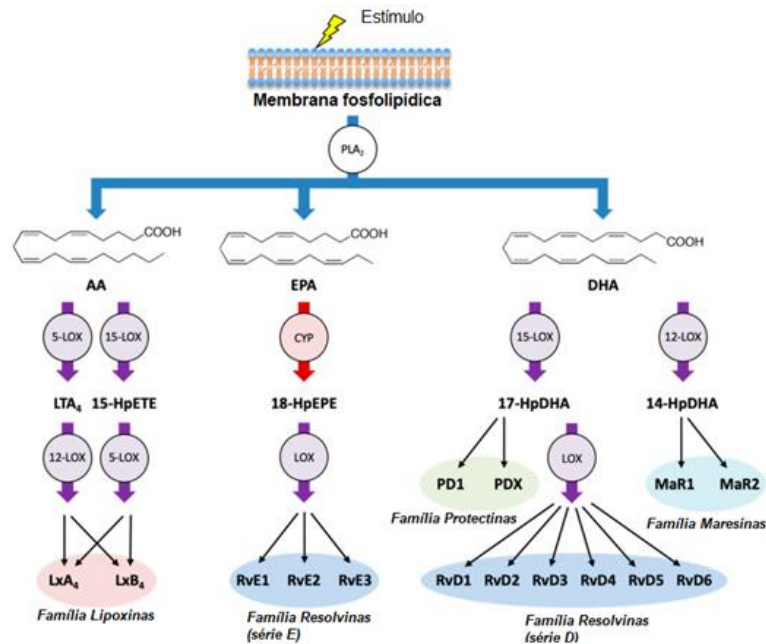 Estímulo
Membrana fosfolipídica
PLA₂
COOH COOH COOH
AA EPA DHA
5-LOX 15-LOX CYP 15-LOX 12-LOX
LTA₄ 15-HpETE 18-HpEPE 17-HpDHA 14-HpDHA
12-LOX 5-LOX LOX LOX
PD1 PDX MaR1 MaR2
Família Protectinas Família Maresinas
LxA₄ LxB₄ RvE1 RvE2 RvE3 RvD1 RvD2 RvD3 RvD4 RvD5 RvD6
Família Lipoxinas Família Resolvinas Família Resolvinas
(série E) (série D)